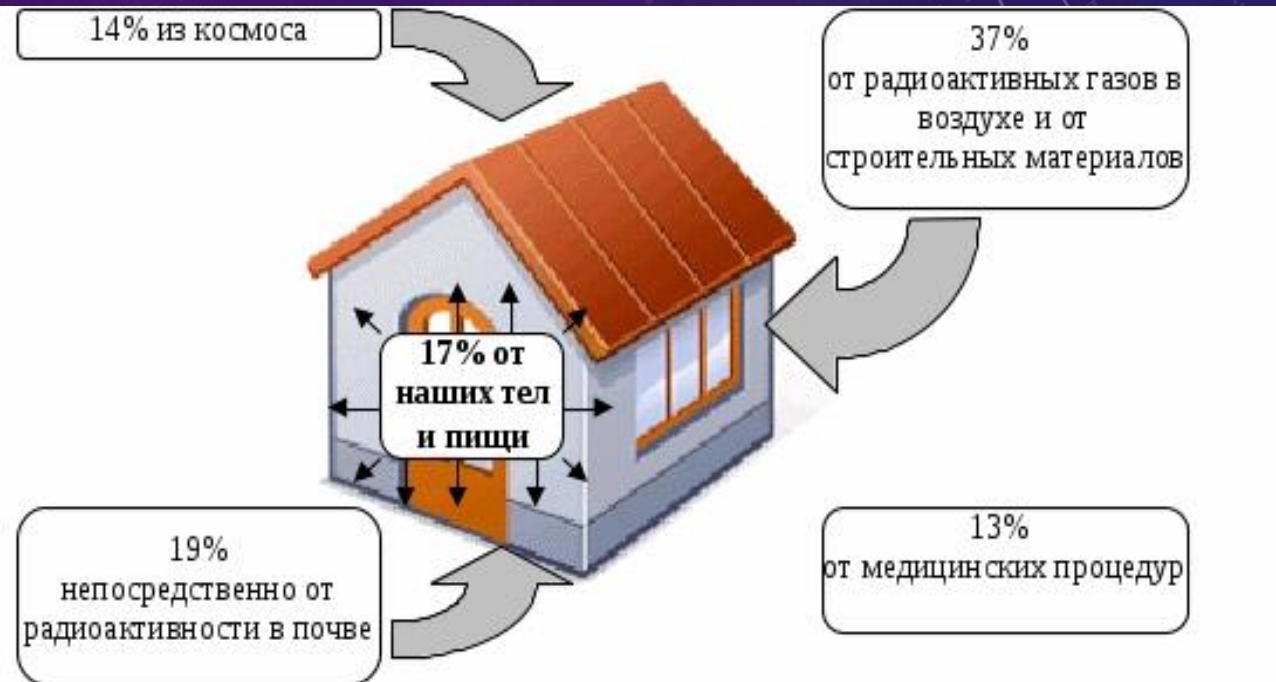 14% из космоса
37%
от радиоактивных газов в
воздухе и от
строительных материалов
17% от
наших тел
и пищи
19%
непосредственно от
радиоактивности в почве
13%
от медицинских процедур